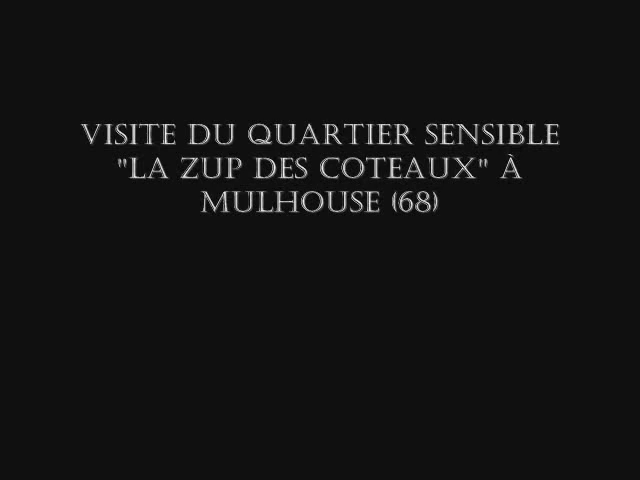 VISITE DU QUARTIER SENSIBLE
"LA ZUP DES COTEAUX" À
MULHOUSE (68)